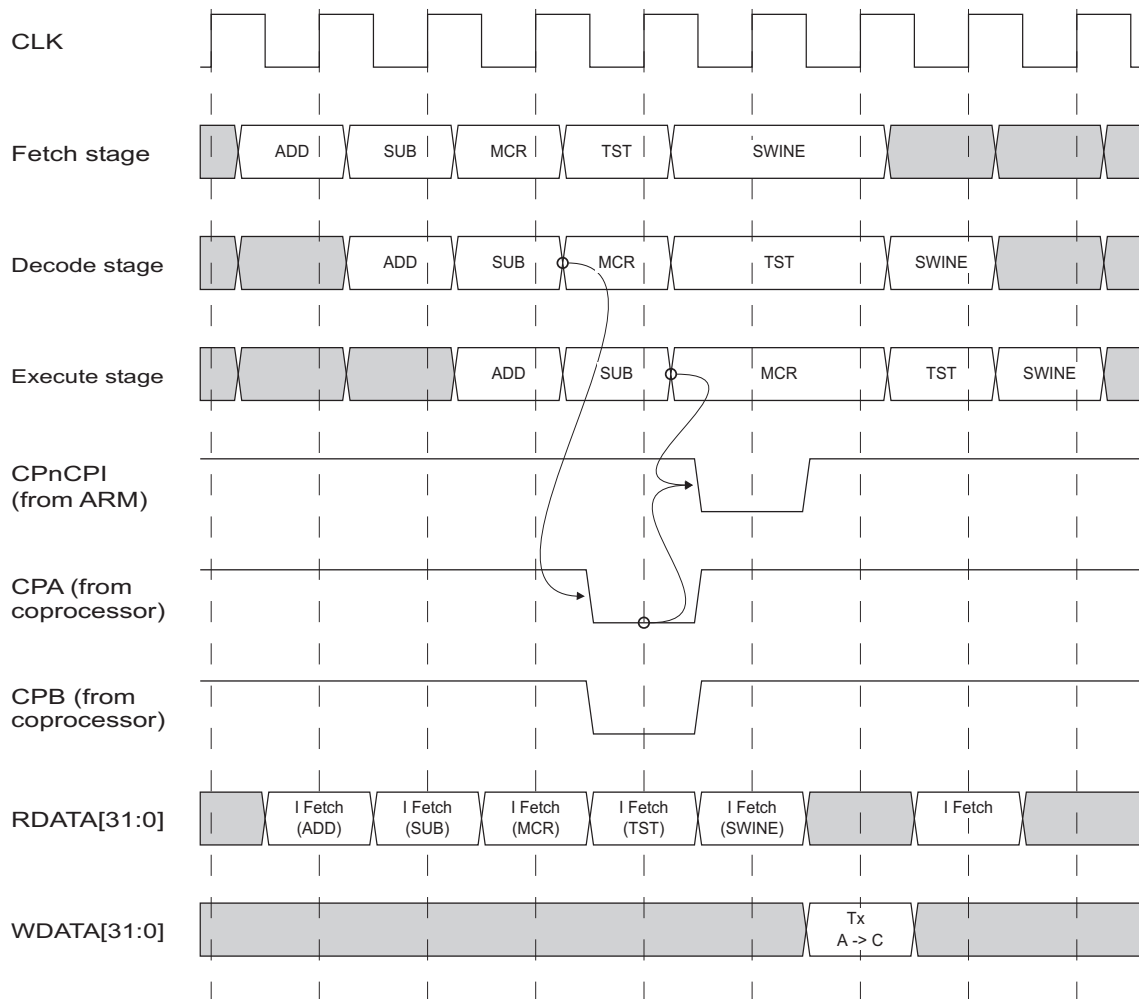 CLK
Fetch stage
ADD
SUB
MCR
TST
SWINE
Decode stage
ADD
SUB
MCR
TST
SWINE
Execute stage
ADD
SUB
MCR
TST
SWINE
CPnCPI
(from ARM)
CPA (from
coprocessor)
CPB (from
coprocessor)
RDATA[31:0]
I Fetch
(ADD)
I Fetch
(SUB)
I Fetch
(MCR)
I Fetch
(TST)
I Fetch
(SWINE)
I Fetch
WDATA[31:0]
Tx
A -> C